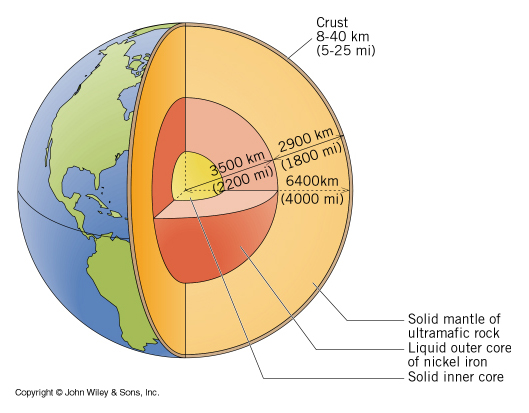 Crust
8-40 km
(5-25 mi)
2900 km
(1800 mi)
3500 km
(2200 mi)
6400km
(4000 mi)
Solid mantle of
ultramafic rock
Liquid outer core
of nickel iron
Solid inner core
Copyright © John Wiley & Sons, Inc.